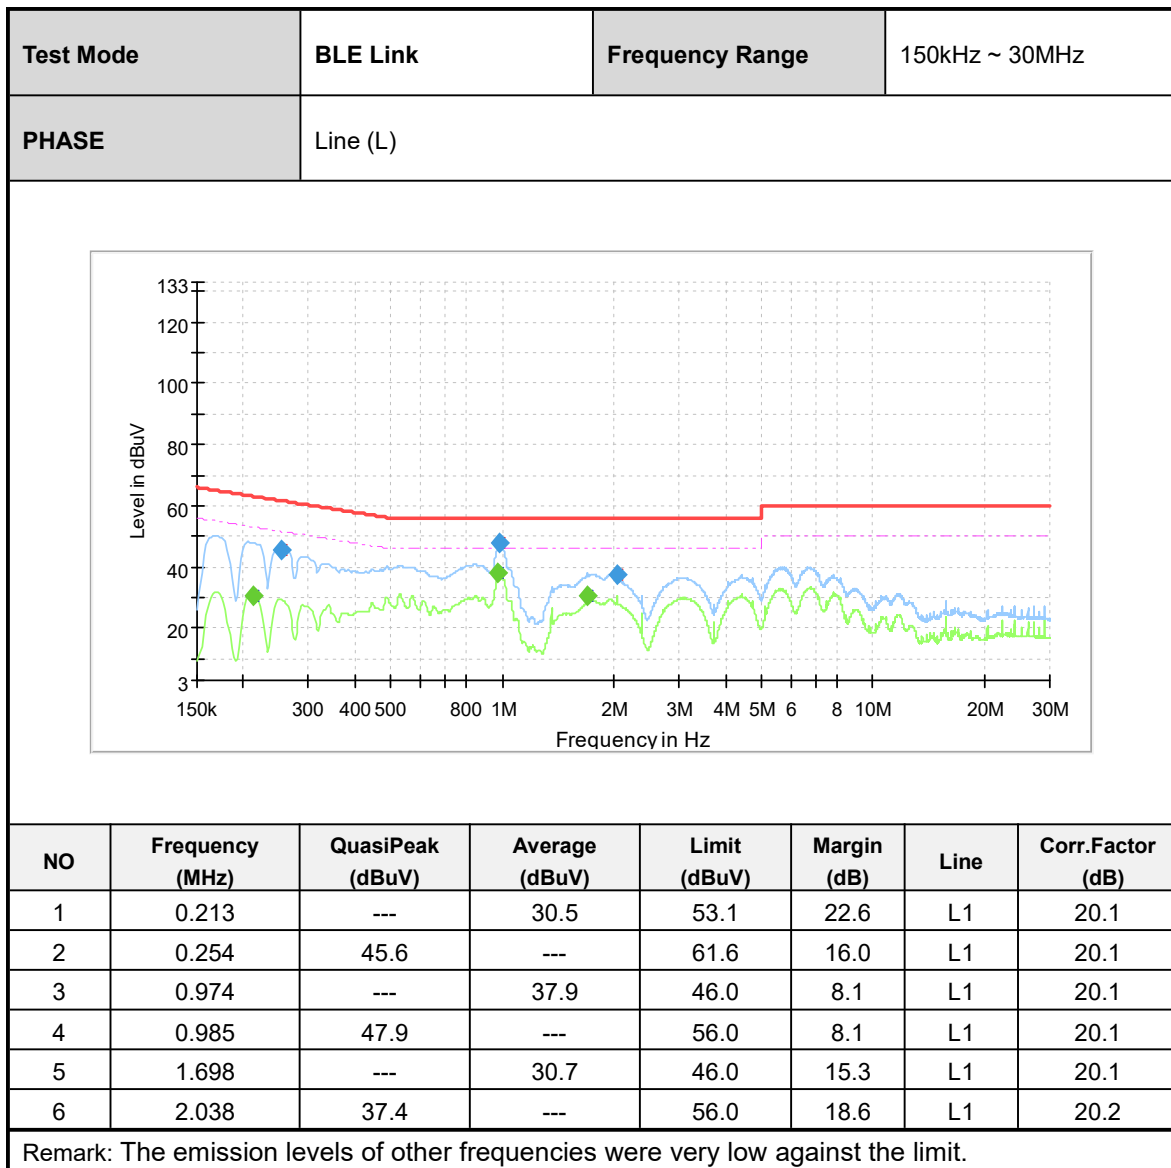 Test Mode BLE Link Frequency Range 150kHz ~ 30MHz
PHASE Line (L)
133
120
100
80
60
40
20
3
Level in dBuV
150k 300 400 500 800 1M 2M 3M 4M 5M 6 8 10M 20M 30M
Frequency in Hz
NO Frequency (MHz) QuasiPeak (dBuV) Average (dBuV) Limit (dBuV) Margin (dB) Line Corr.Factor (dB)
1 0.213 --- 30.5 53.1 22.6 L1 20.1
2 0.254 45.6 --- 61.6 16.0 L1 20.1
3 0.974 --- 37.9 46.0 8.1 L1 20.1
4 0.985 47.9 --- 56.0 8.1 L1 20.1
5 1.698 --- 30.7 46.0 15.3 L1 20.1
6 2.038 37.4 --- 56.0 18.6 L1 20.2
Remark: The emission levels of other frequencies were very low against the limit.